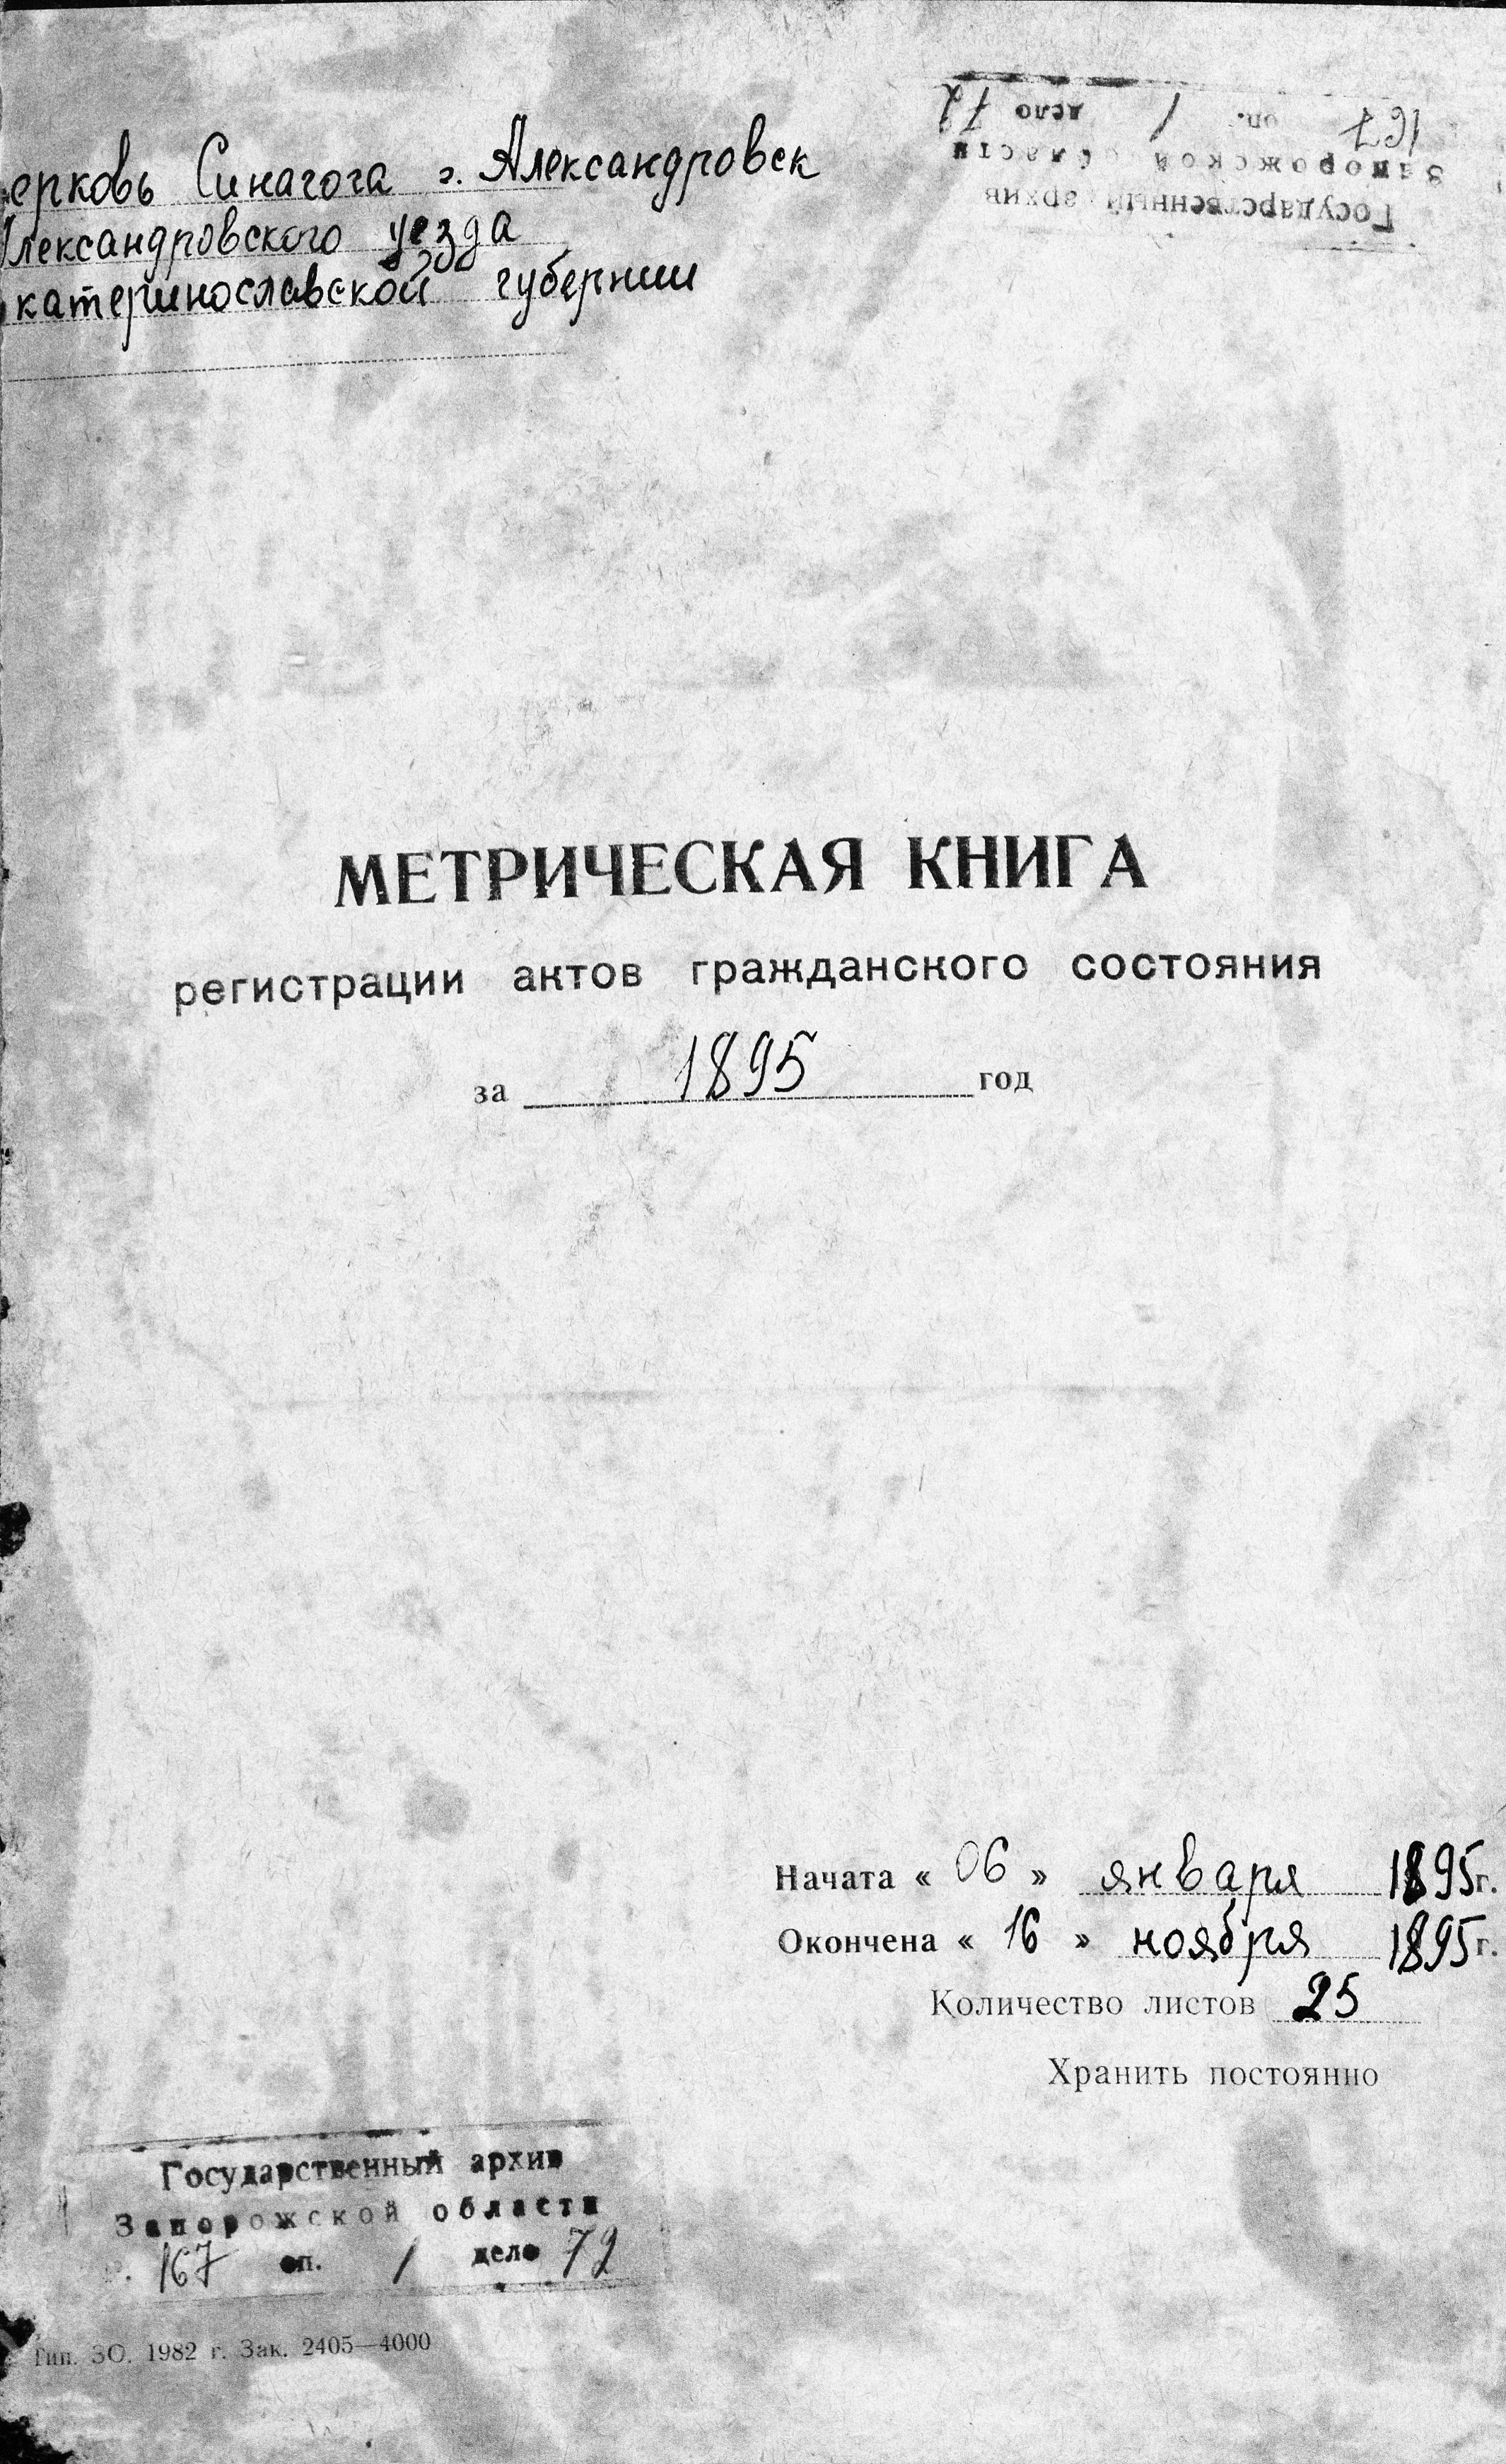 ерковь Синагога г. Александровск
лександровского уезда
катеринославской губернии
Государственный архив
Запорожской области
167 оп. 1 дело 72
МЕТРИЧЕСКАЯ КНИГА
регистрации актов гражданского состояния
за 1895 год
Начата « 06 » января 1895 г.
Окончена « 16 » ноября 1895 г.
Количество листов 25
Хранить постоянно
Государственный архив
Запорожской области
167 оп. 1 дело 72
Тип. ЗО. 1982 г. Зак. 2405—4000